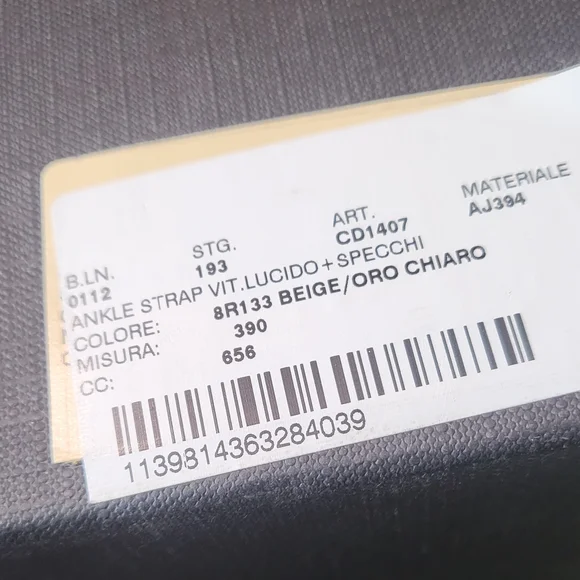 B.LN. STG. ART. MATERIALE
0112 193 CD1407 AJ394
ANKLE STRAP VIT.LUCIDO+SPECCHI
COLORE: 8R133 BEIGE/ORO CHIARO
MISURA: 390
CC: 656
1139814363284039